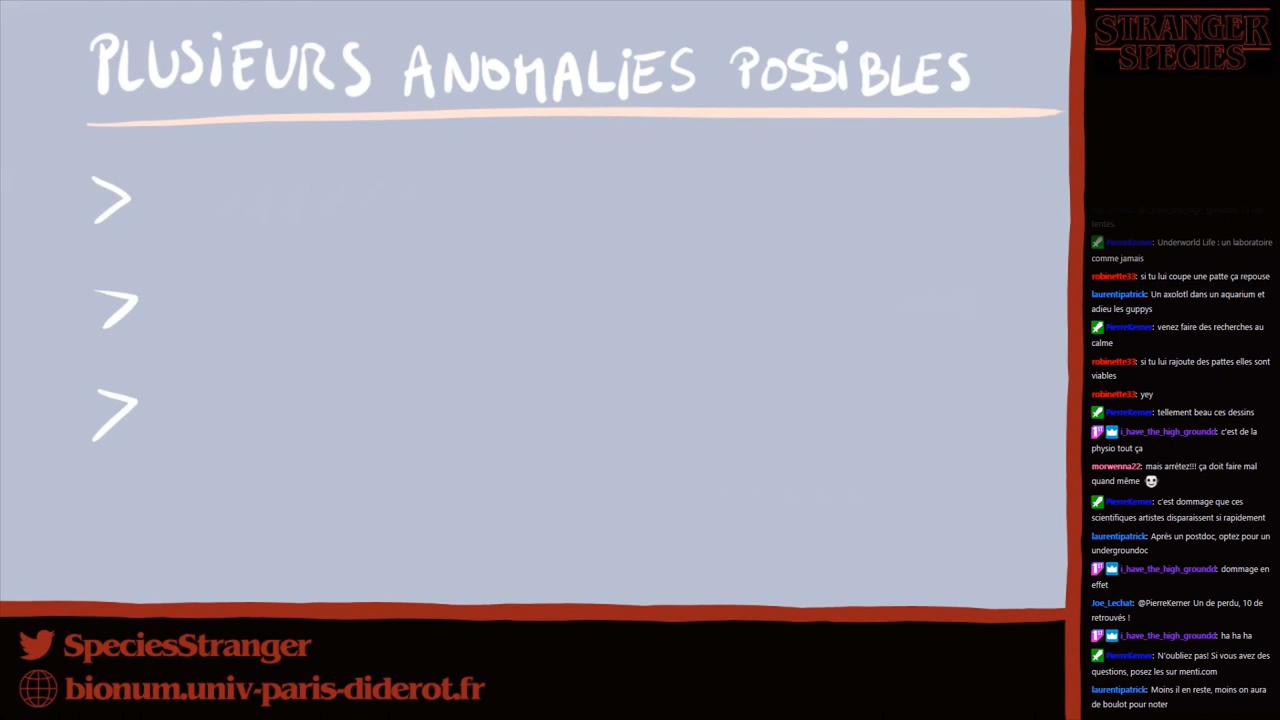 PLUSIEURS ANOMALIES POSSIBLES
>
>
>
SpeciesStranger
bionum.univ-paris-diderot.fr
STRANGER
SPECIES
tentes.
PierreKerner: Underworld Life : un laboratoire
comme jamais
robinette33: si tu lui coupe une patte ça repouse
laurentipatrick: Un axolotl dans un aquarium et
adieu les guppys
PierreKerner: venez faire des recherches au
calme
robinette33: si tu lui rajoute des pattes elles sont
viables
robinette33: yey
PierreKerner: tellement beau ces dessins
i_have_the_high_groundd: c'est de la
physio tout ça
morwenna22: mais arrétez!!! ça doit faire mal
quand même
PierreKerner: c'est dommage que ces
scientifiques artistes disparaissent si rapidement
laurentipatrick: Après un postdoc, optez pour un
undergroundoc
i_have_the_high_groundd: dommage en
effet
Joe_Lechat: @PierreKerner Un de perdu, 10 de
retrouvés !
i_have_the_high_groundd: ha ha ha
PierreKerner: N'oubliez pas! Si vous avez des
questions, posez les sur menti.com
laurentipatrick: Moins il en reste, moins on aura
de boulot pour noter